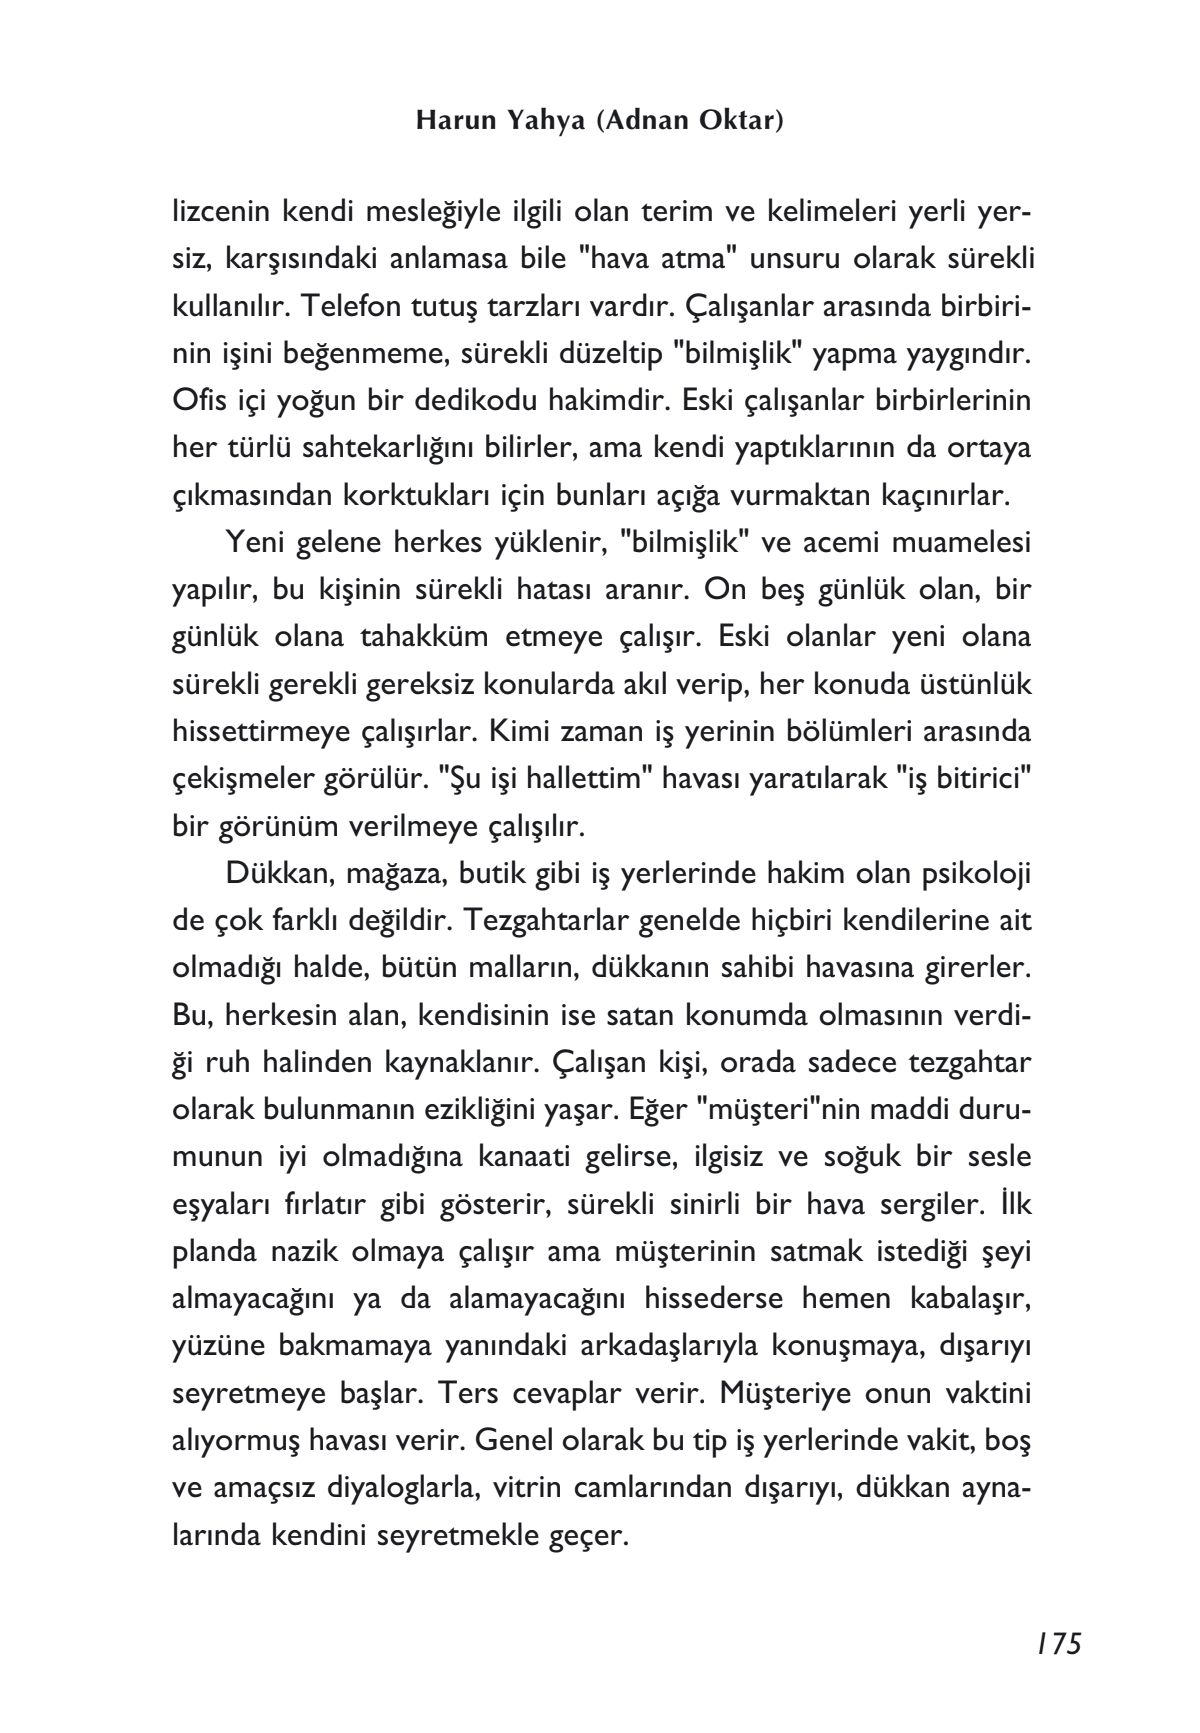 Harun Yahya (Adnan Oktar)
lizcenin kendi mesleğiyle ilgili olan terim ve kelimeleri yerli yer-
siz, karşısındaki anlamasa bile "hava atma" unsuru olarak sürekli
kullanılır. Telefon tutuş tarzları vardır. Çalışanlar arasında birbiri-
nin işini beğenmeme, sürekli düzeltip "bilmişlik" yapma yaygındır.
Ofis içi yoğun bir dedikodu hakimdir. Eski çalışanlar birbirlerinin
her türlü sahtekarlığını bilirler, ama kendi yaptıklarının da ortaya
çıkmasından korktukları için bunları açığa vurmaktan kaçınırlar.
Yeni gelene herkes yüklenir, "bilmişlik" ve acemi muamelesi
yapılır, bu kişinin sürekli hatası aranır. On beş günlük olan, bir
günlük olana tahakküm etmeye çalışır. Eski olanlar yeni olana
sürekli gerekli gereksiz konularda akıl verip, her konuda üstünlük
hissettirmeye çalışırlar. Kimi zaman iş yerinin bölümleri arasında
çekişmeler görülür. "Şu işi hallettim" havası yaratılarak "iş bitirici"
bir görünüm verilmeye çalışılır.
Dükkan, mağaza, butik gibi iş yerlerinde hakim olan psikoloji
de çok farklı değildir. Tezgahtarlar genelde hiçbiri kendilerine ait
olmadığı halde, bütün malların, dükkanın sahibi havasına girerler.
Bu, herkesin alan, kendisinin ise satan konumda olmasının verdi-
ği ruh halinden kaynaklanır. Çalışan kişi, orada sadece tezgahtar
olarak bulunmanın ezikliğini yaşar. Eğer "müşteri"nin maddi duru-
munun iyi olmadığına kanaati gelirse, ilgisiz ve soğuk bir sesle
eşyaları fırlatır gibi gösterir, sürekli sinirli bir hava sergiler. İlk
planda nazik olmaya çalışır ama müşterinin satmak istediği şeyi
almayacağını ya da alamayacağını hissederse hemen kabalaşır,
yüzüne bakmamaya yanındaki arkadaşlarıyla konuşmaya, dışarıyı
seyretmeye başlar. Ters cevaplar verir. Müşteriye onun vaktini
alıyormuş havası verir. Genel olarak bu tip iş yerlerinde vakit, boş
ve amaçsız diyaloglarla, vitrin camlarından dışarıyı, dükkan ayna-
larında kendini seyretmekle geçer.
175